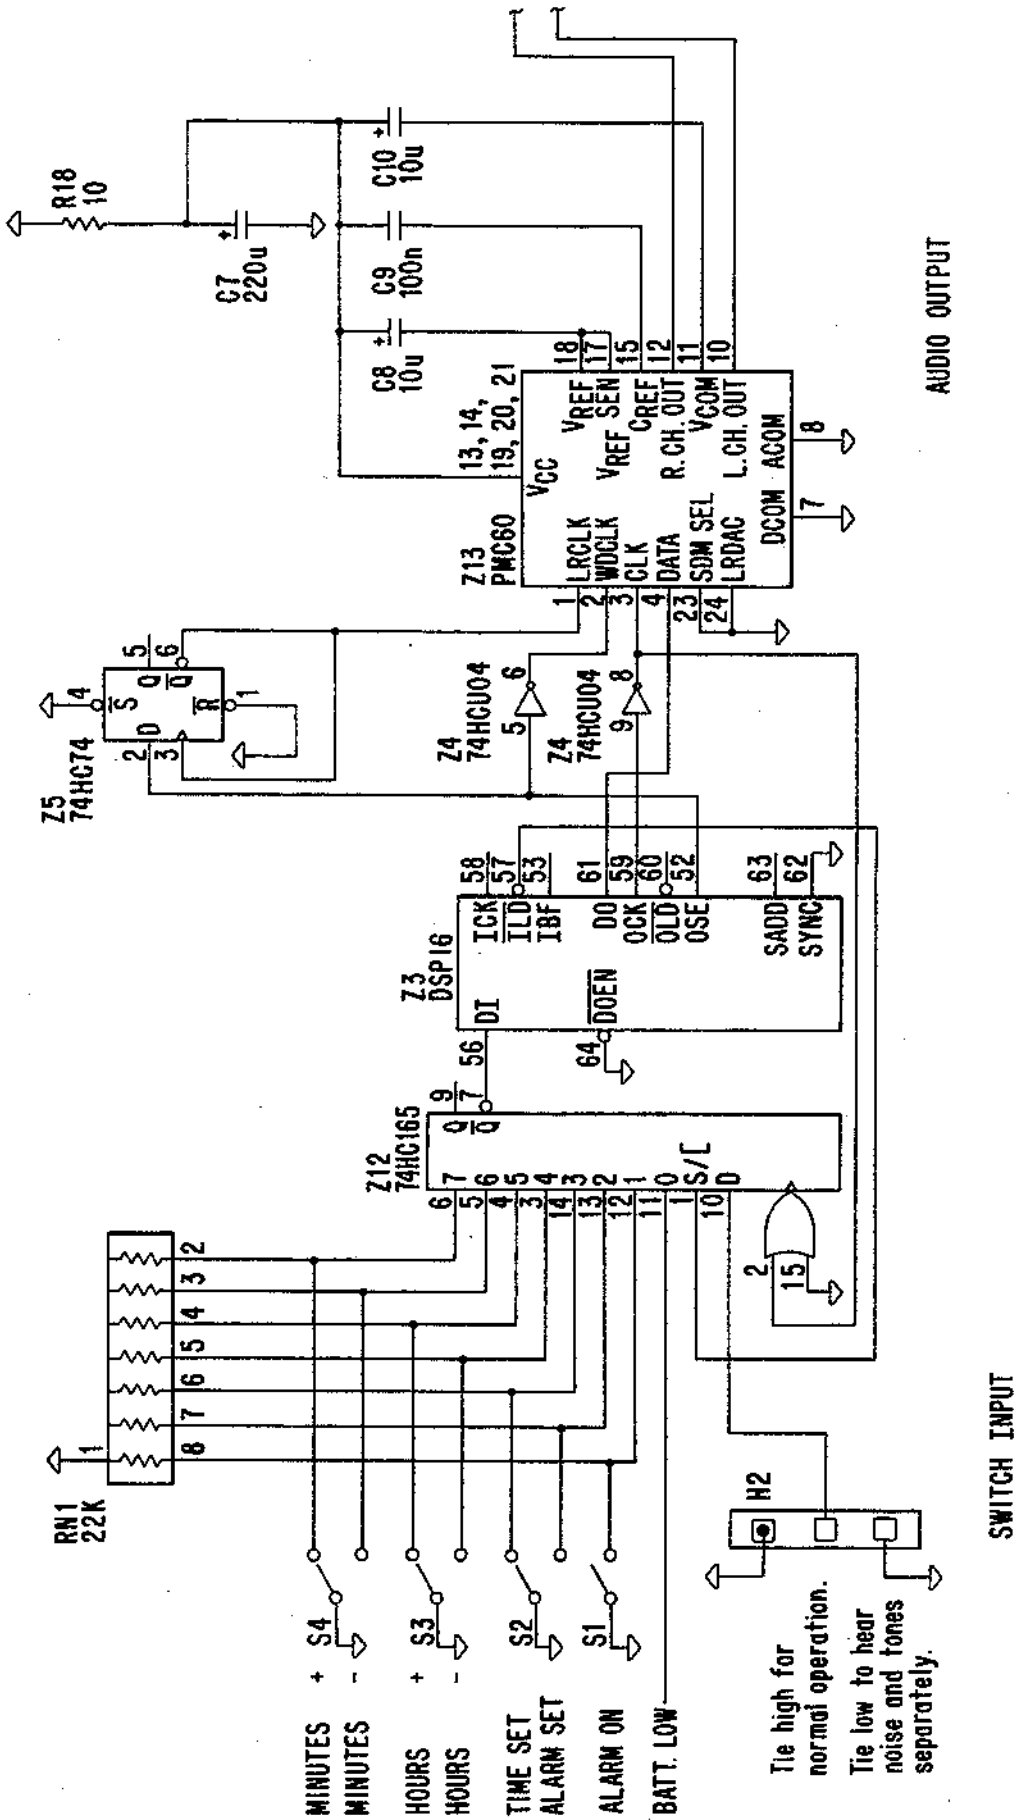 MINUTES +
MINUTES -
S4
HOURS +
HOURS -
S3
TIME SET
ALARM SET
S2
ALARM ON
S1
BATT. LOW
Tie high for
normal operation.
Tie low to hear
noise and tones
separately.
H2
SWITCH INPUT
RN1
22K
1
2
3
4
5
6
7
8
Z12
74HC165
6 7
5 6
4 5
3 4
14 3
13 2
12 1
11 0
1 S/L
10 D
2
15
Q 9
Q 7
Z3
DSP16
56 DI
64 DOEN
ICK 58
ILD 57
IBF 53
DO 61
OCK 59
OLD 60
OSE 52
SADD 63
SYNC 62
Z5
74HC74
2 D
3
S 4
Q 5
Q 6
R 1
Z4
74HCU04
5
6
Z4
74HCU04
9
8
Z13
PMC60
1 LRCLK
2 WDCLK
3 CLK
4 DATA
23 SDM SEL
24 LRDAC
VCC
13, 14,
19, 20, 21
VREF 18
VREF SEN 17
CREF 15
R.CH.OUT 12
VCOM 11
L.CH.OUT 10
DCOM 7
ACOM 8
R18
10
+
C7
220u
+
C8
10u
C9
100n
+
C10
10u
AUDIO OUTPUT